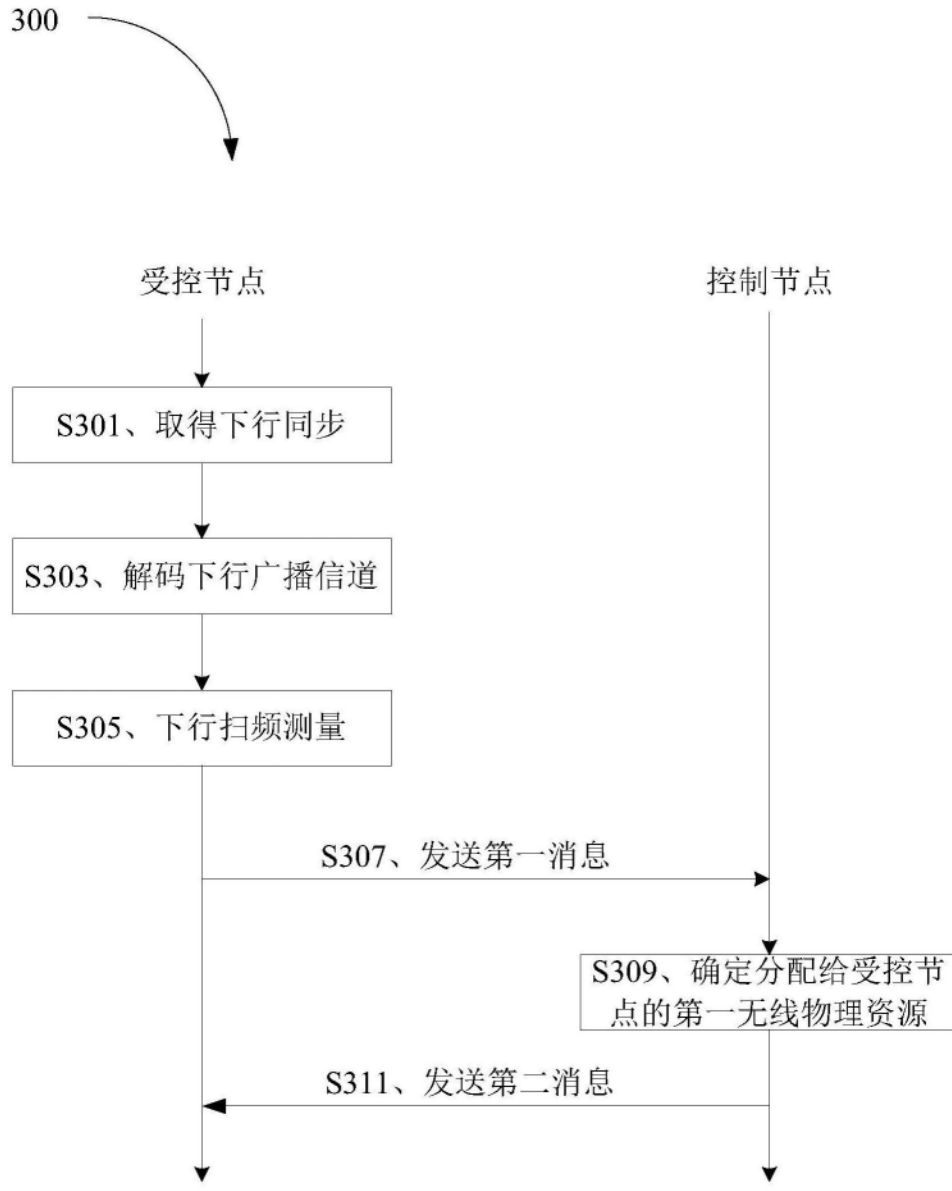 300
受控节点
控制节点
S301、取得下行同步
S303、解码下行广播信道
S305、下行扫频测量
S307、发送第一消息
S309、确定分配给受控节
点的第一无线物理资源
S311、发送第二消息